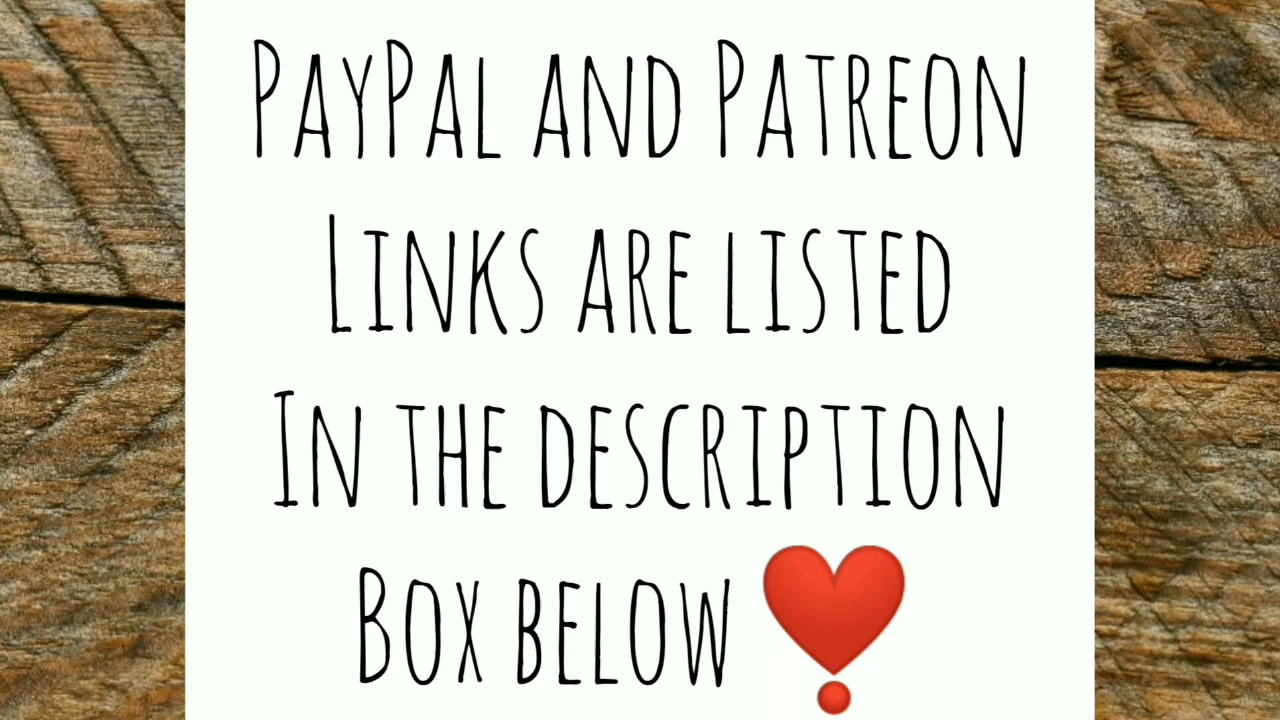 PayPal and Patreon
Links are listed
In the description
Box below ❣